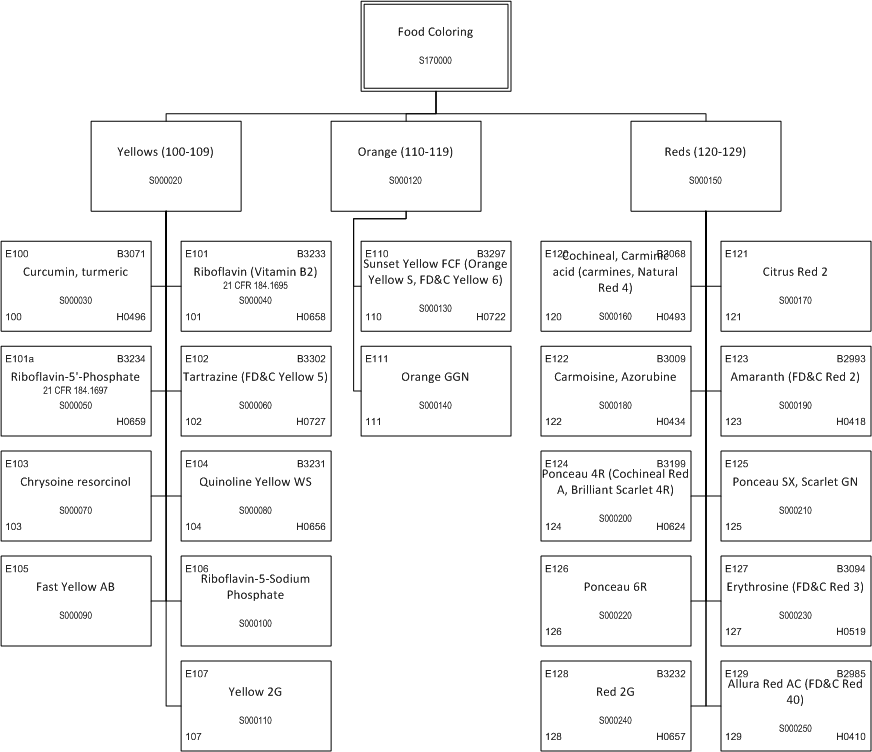 Food Coloring
S170000
Yellows (100-109)
S000020
Orange (110-119)
S000120
Reds (120-129)
S000150
E100 B3071
Curcumin, turmeric
S000030
100 H0496
E101 B3233
Riboflavin (Vitamin B2)
21 CFR 184.1695
S000040
101 H0658
E110 B3297
Sunset Yellow FCF (Orange
Yellow S, FD&C Yellow 6)
S000130
110 H0722
E120 B3068
Cochineal, Carminic
acid (carmines, Natural
Red 4)
S000160
120 H0493
E121
Citrus Red 2
S000170
121
E101a B3234
Riboflavin-5'-Phosphate
21 CFR 184.1697
S000050
H0659
E102 B3302
Tartrazine (FD&C Yellow 5)
S000060
102 H0727
E111
Orange GGN
S000140
111
E122 B3009
Carmoisine, Azorubine
S000180
122 H0434
E123 B2993
Amaranth (FD&C Red 2)
S000190
123 H0418
E103
Chrysoine resorcinol
S000070
103
E104 B3231
Quinoline Yellow WS
S000080
104 H0656
E124 B3199
Ponceau 4R (Cochineal Red
A, Brilliant Scarlet 4R)
S000200
124 H0624
E125
Ponceau SX, Scarlet GN
S000210
125
E105
Fast Yellow AB
S000090
E106
Riboflavin-5-Sodium
Phosphate
S000100
E126
Ponceau 6R
S000220
126
E127 B3094
Erythrosine (FD&C Red 3)
S000230
127 H0519
E107
Yellow 2G
S000110
107
E128 B3232
Red 2G
S000240
128 H0657
E129 B2985
Allura Red AC (FD&C Red
40)
S000250
129 H0410